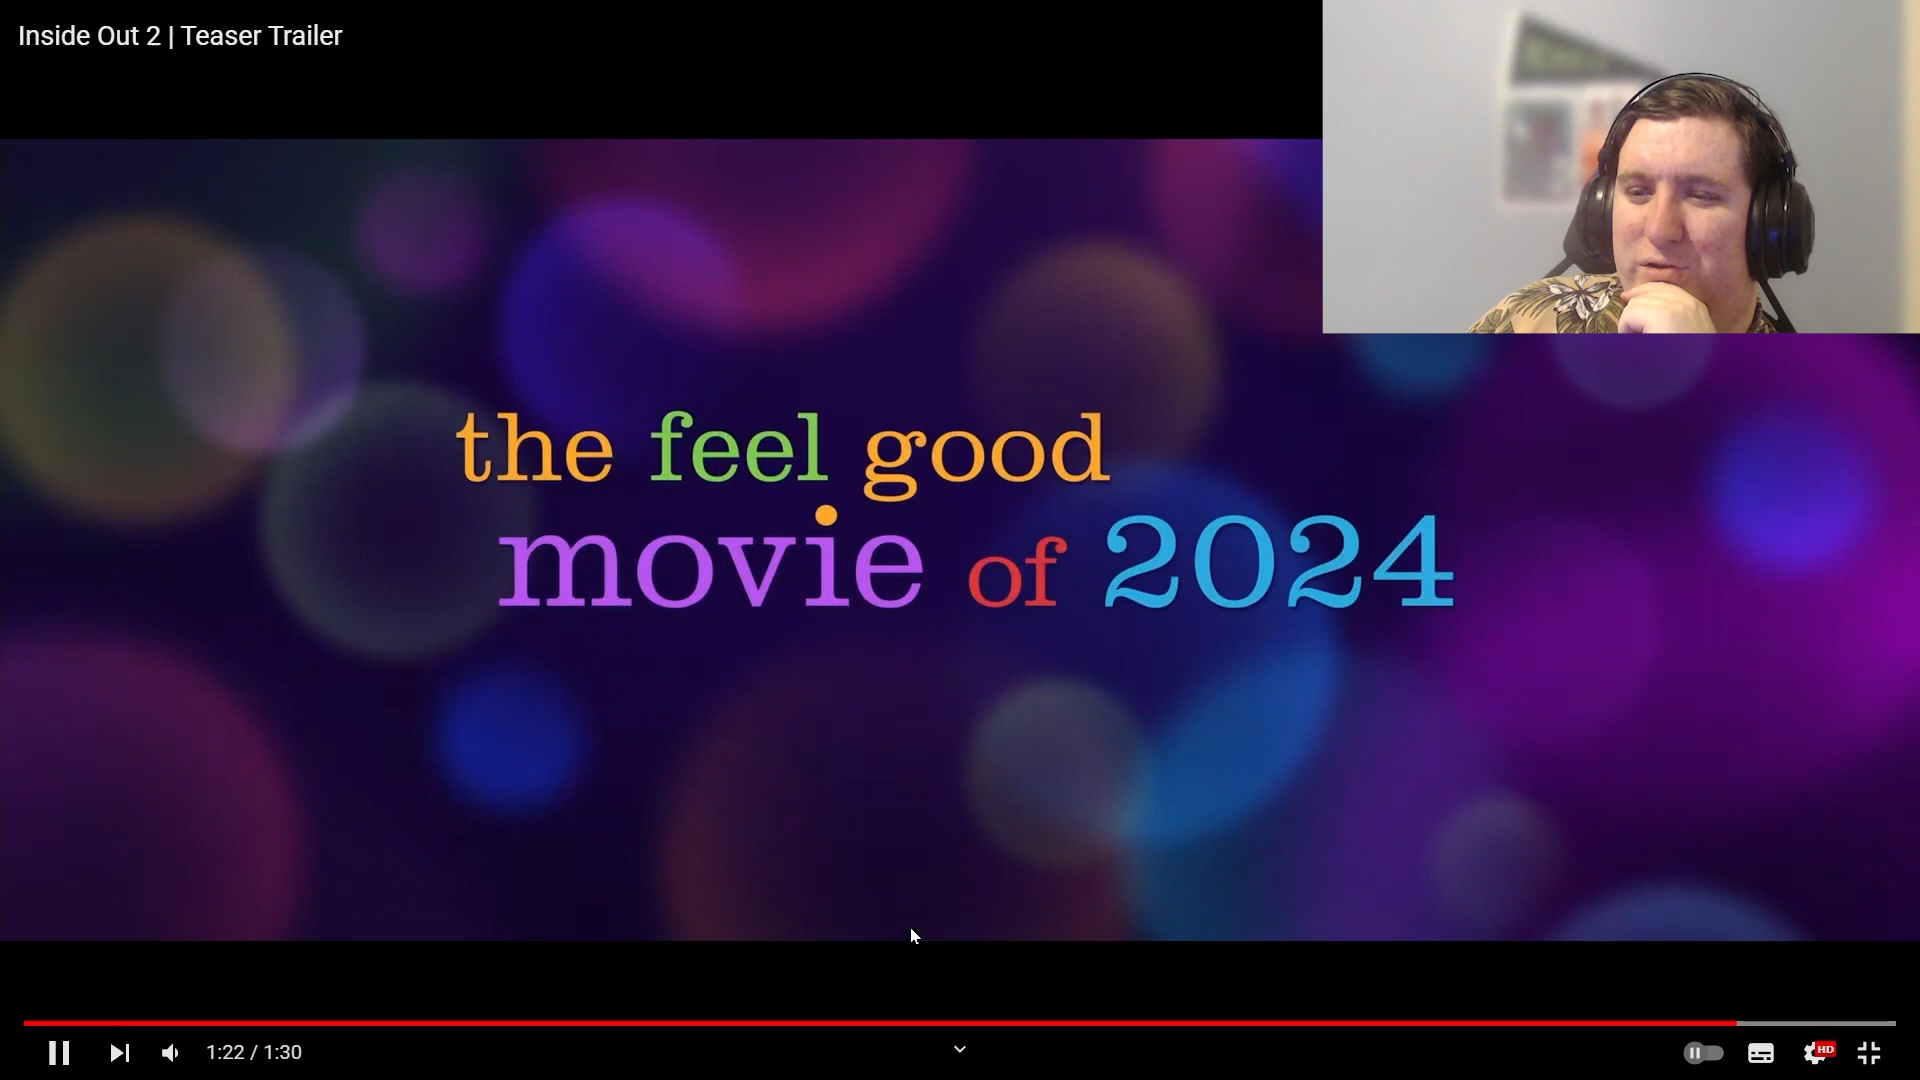 Inside Out 2 | Teaser Trailer
the feel good
movie of 2024
1:22 / 1:30
HD